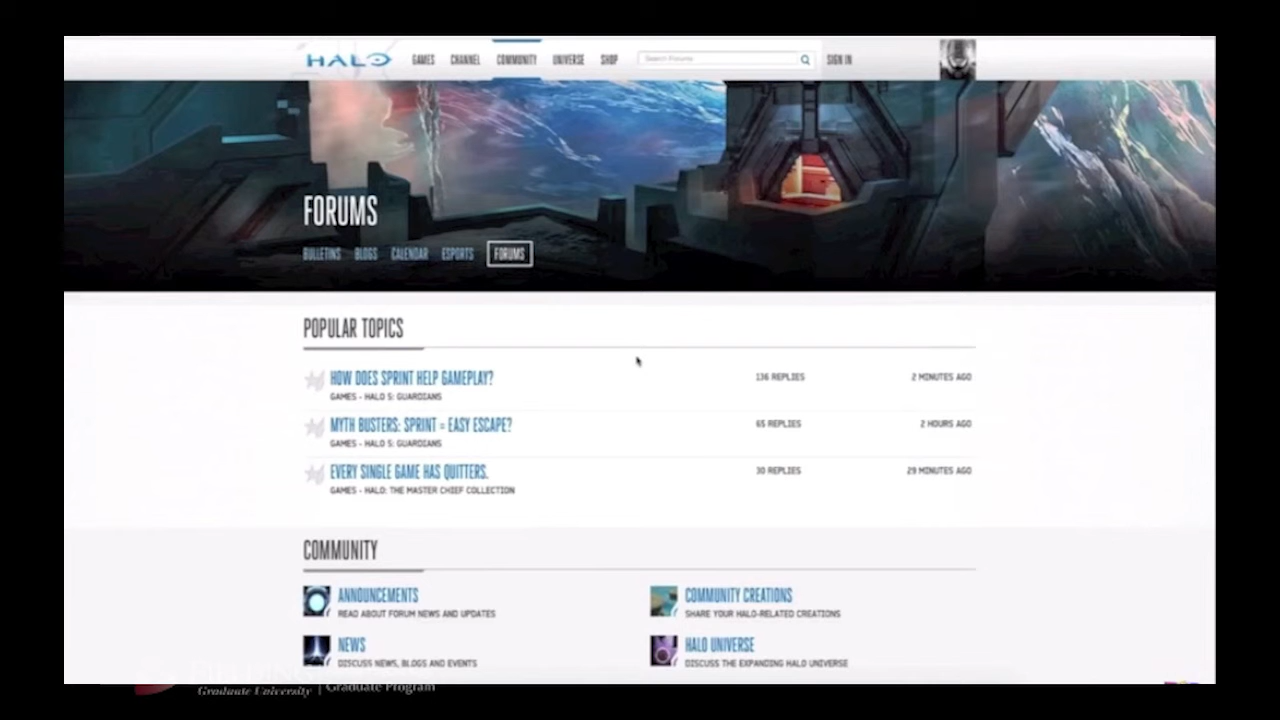 HALO GAMES CHANNEL COMMUNITY UNIVERSE SHOP Search Forums SIGN IN
FORUMS
BULLETINS BLOGS CALENDAR ESPORTS FORUMS
POPULAR TOPICS
HOW DOES SPRINT HELP GAMEPLAY? 136 REPLIES 2 MINUTES AGO
GAMES - HALO 5: GUARDIANS
MYTH BUSTERS: SPRINT = EASY ESCAPE? 65 REPLIES 2 HOURS AGO
GAMES - HALO 5: GUARDIANS
EVERY SINGLE GAME HAS QUITTERS. 30 REPLIES 29 MINUTES AGO
GAMES - HALO: THE MASTER CHIEF COLLECTION
COMMUNITY
ANNOUNCEMENTS COMMUNITY CREATIONS
READ ABOUT FORUM NEWS AND UPDATES SHARE YOUR HALO-RELATED CREATIONS
NEWS HALO UNIVERSE
DISCUSS NEWS, BLOGS AND EVENTS DISCUSS THE EXPANDING HALO UNIVERSE
Graduate University | Graduate Program